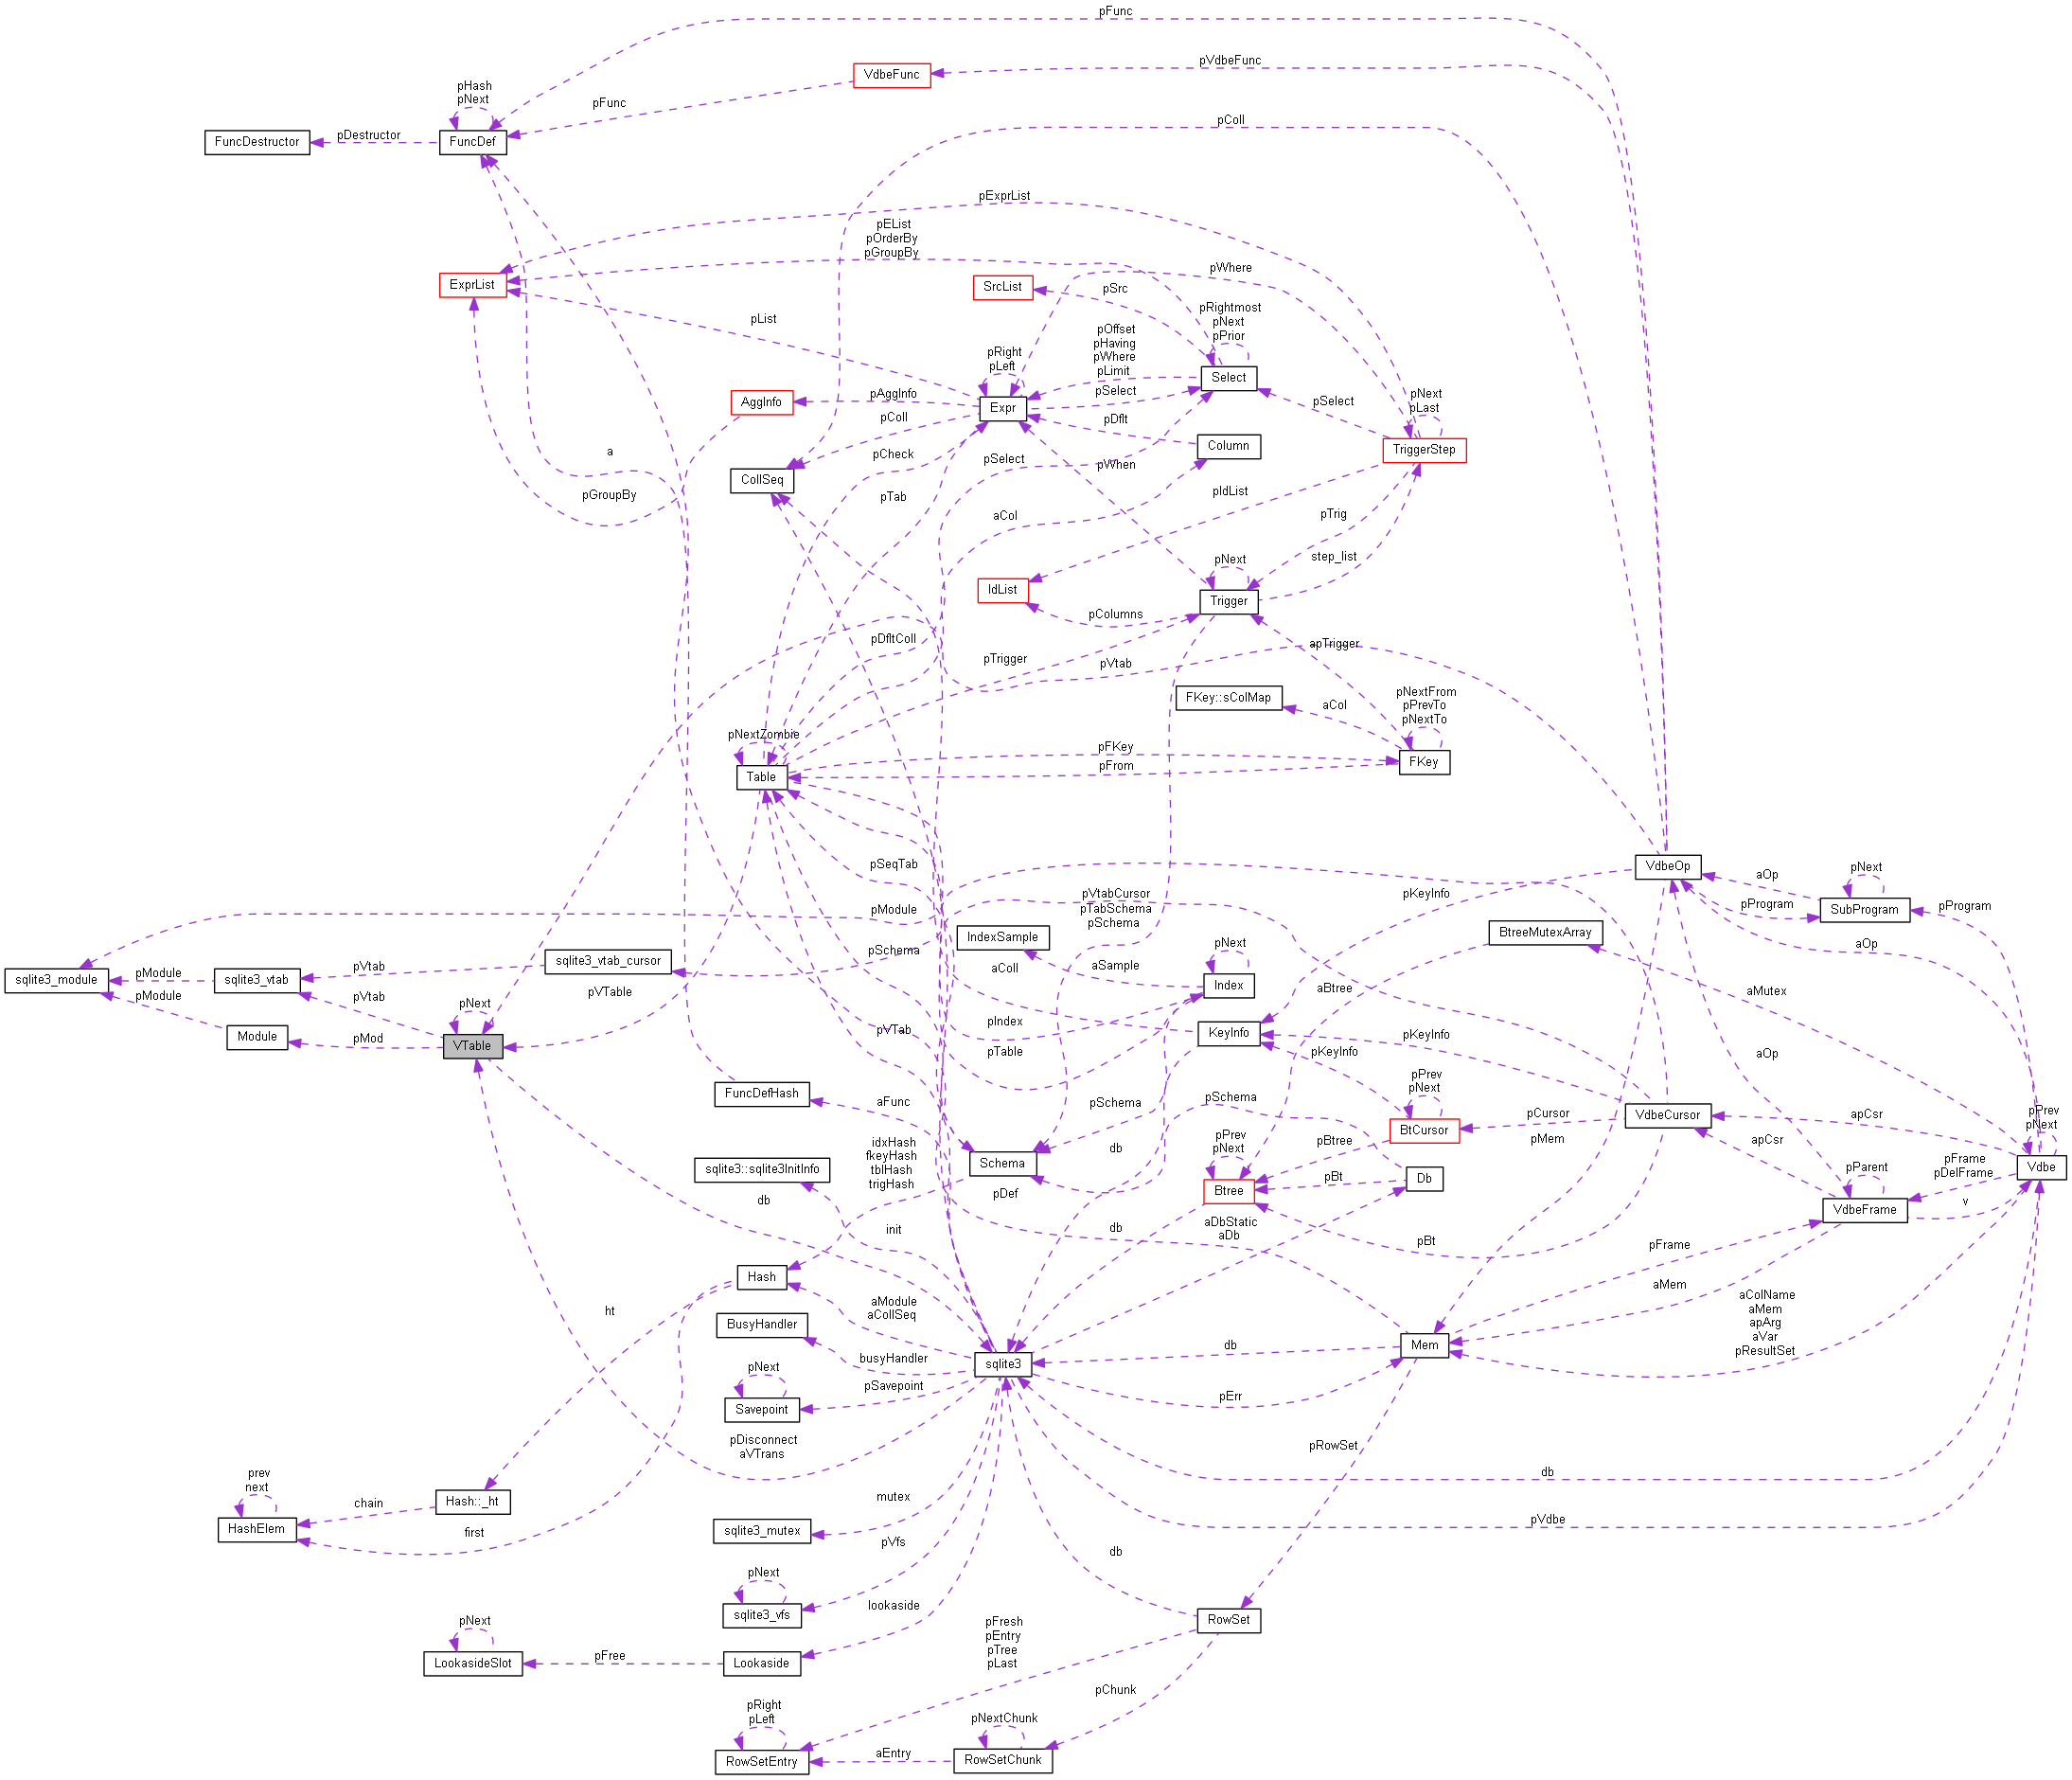 pFunc
pVdbeFunc
VdbeFunc
pHash
pNext
pFunc
pColl
FuncDestructor
pDestructor
FuncDef
pExprList
pEList
pOrderBy
pGroupBy
pWhere
ExprList
SrcList
pSrc
pRightmost
pNext
pPrior
pList
pOffset
pHaving
pWhere
pLimit
pRight
pLeft
Select
AggInfo
pAggInfo
Expr
pSelect
pNext
pLast
pSelect
pColl
pDflt
Column
TriggerStep
a
pCheck
pSelect
pWhen
CollSeq
pGroupBy
pTab
aCol
pIdList
pTrig
step_list
pNext
IdList
Trigger
pColumns
pDfltColl
pTrigger
pVtab
apTrigger
FKey::sColMap
aCol
pNextFrom
pPrevTo
pNextTo
pNextZombie
pFKey
pFrom
Table
FKey
pSeqTab
VdbeOp
aOp
pNext
pVtabCursor
pTabSchema
pSchema
pKeyInfo
pProgram
SubProgram
pProgram
pModule
IndexSample
BtreeMutexArray
aOp
pSchema
sqlite3_vtab_cursor
aColl
aSample
pNext
Index
aBtree
aMutex
sqlite3_module
pModule
sqlite3_vtab
pVtab
pModule
pVtab
pNext
pVTable
pIndex
Module
pMod
VTable
pVTab
pTable
KeyInfo
pKeyInfo
pKeyInfo
aOp
FuncDefHash
aFunc
pSchema
pSchema
pPrev
pNext
pCursor
VdbeCursor
apCsr
pPrev
pNext
BtCursor
pMem
apCsr
idxHash
fkeyHash
tblHash
trigHash
db
pPrev
pNext
pBtree
sqlite3::sqlite3InitInfo
Schema
pBt
Db
pParent
pFrame
pDelFrame
Vdbe
pDef
Btree
db
v
VdbeFrame
init
db
aDbStatic
aDb
pBt
pFrame
Hash
aMem
ht
aModule
aCollSeq
aColName
aMem
apArg
aVar
pResultSet
BusyHandler
busyHandler
sqlite3
db
Mem
pNext
pSavepoint
pErr
Savepoint
pDisconnect
aVTrans
pRowSet
db
prev
next
chain
Hash::_ht
mutex
HashElem
first
sqlite3_mutex
pVdbe
pVfs
db
pNext
sqlite3_vfs
lookaside
RowSet
pNext
pFresh
pEntry
pTree
pLast
LookasideSlot
pFree
Lookaside
pChunk
pRight
pLeft
pNextChunk
RowSetEntry
aEntry
RowSetChunk